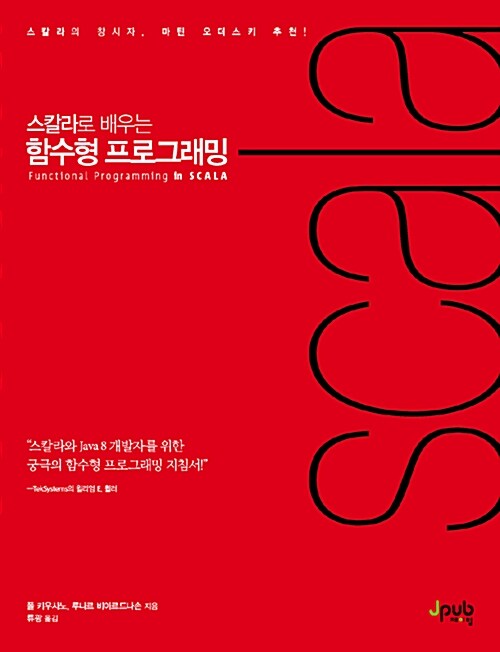 스칼라의 창시자, 마틴 오더스키 추천!
스칼라로 배우는
함수형 프로그래밍
Functional Programming in SCALA
scala
“스칼라와 Java 8 개발자를 위한
궁극의 함수형 프로그래밍 지침서!”
—TekSystems의 윌리엄 E. 휠러
폴 키우사노, 루나르 비아르드나손 지음
류광 옮김
Jpub
제이펍